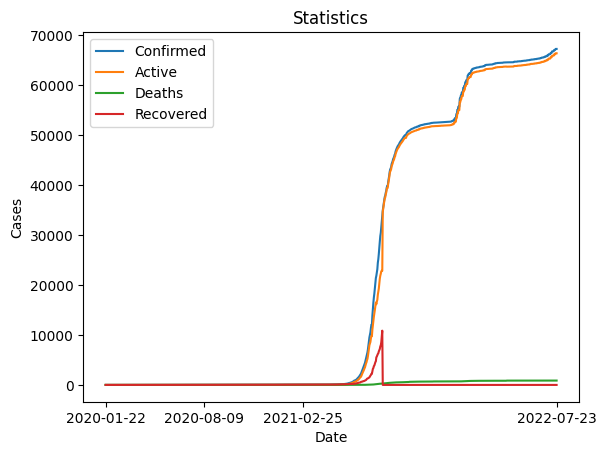 Statistics
Confirmed
Active
Deaths
Recovered
70000
60000
50000
40000
30000
20000
10000
0
Cases
2020-01-22 2020-08-09 2021-02-25 2022-07-23
Date